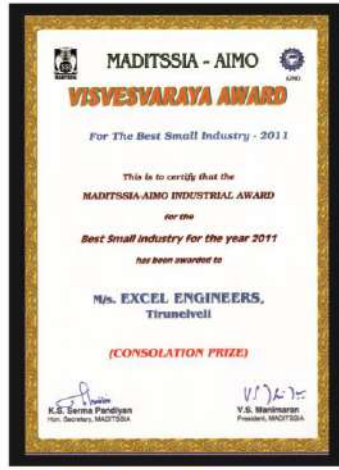 MADITSSIA - AIMO
VISVESVARAYA AWARD
For The Best Small Industry - 2011
This is to certify that the
MADITSSIA-AIMO INDUSTRIAL AWARD
for the
Best Small Industry for the year 2011
has been awarded to
M/s. EXCEL ENGINEERS,
Tirunelveli
(CONSOLATION PRIZE)
K.S. Serma Pandiyan
Hon. Secretary, MADITSSIA
V.S. Manimaran
President, MADITSSIA